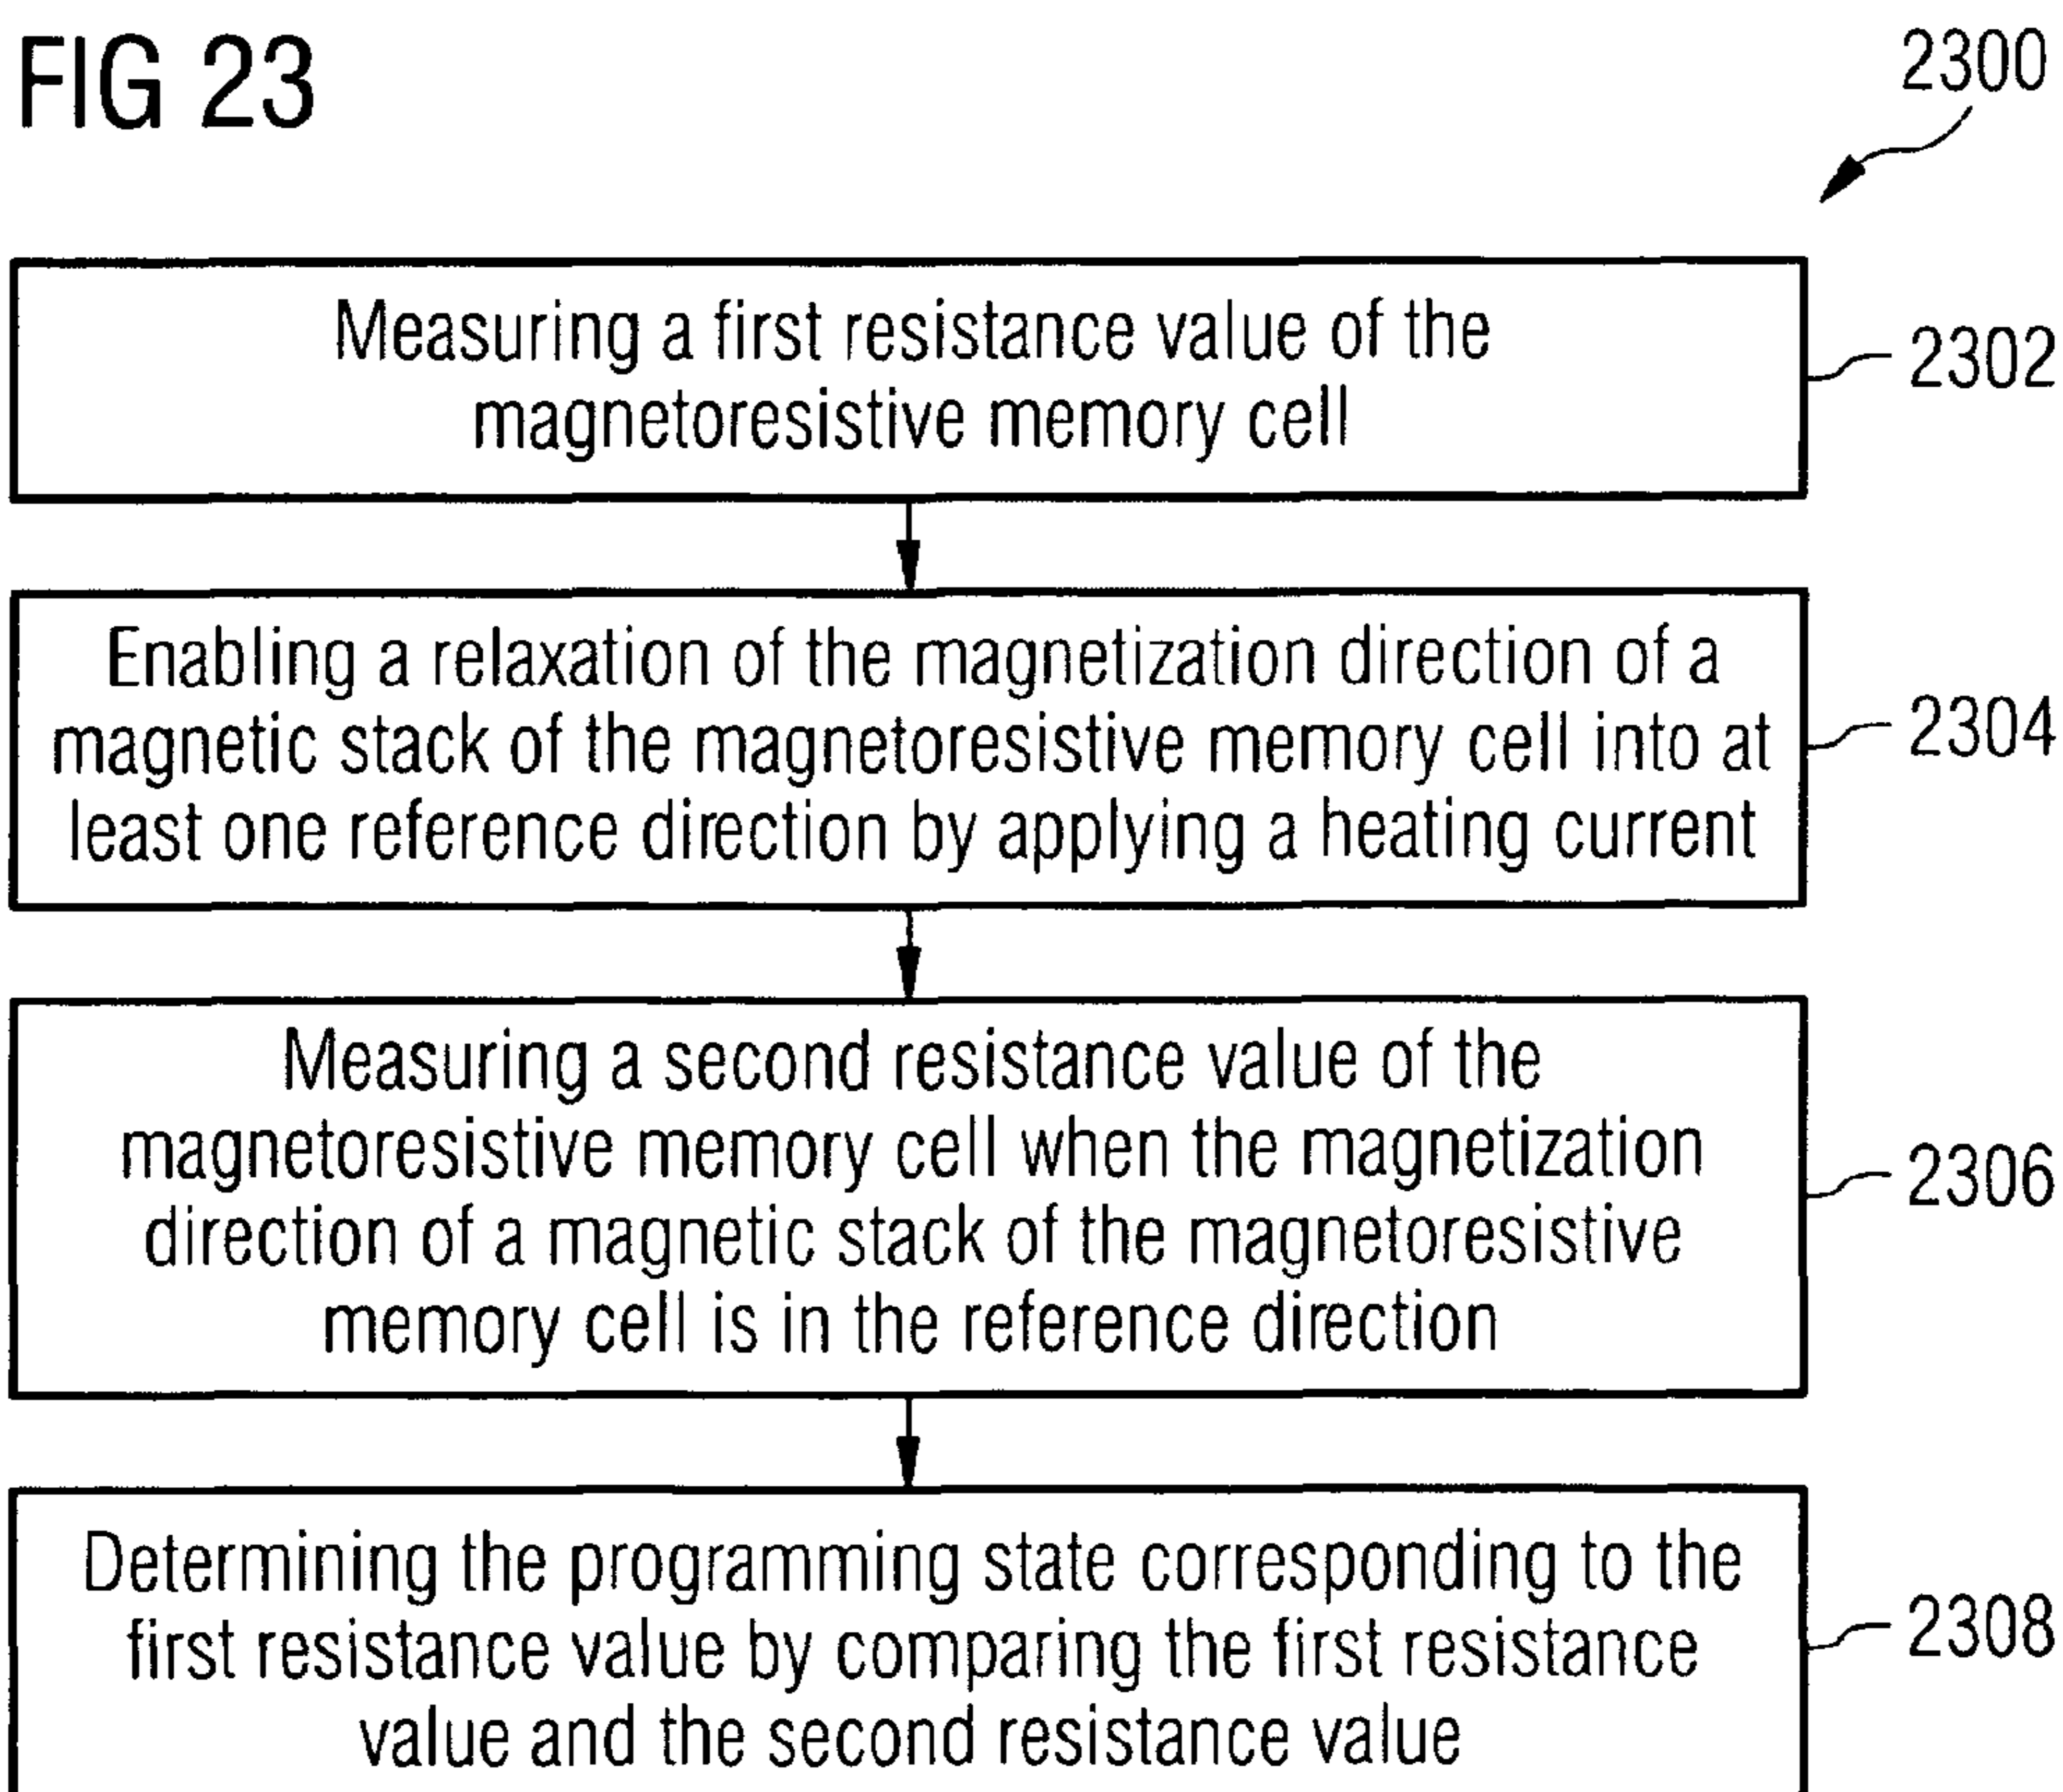 FIG 23
2300
Measuring a first resistance value of the
magnetoresistive memory cell
2302
Enabling a relaxation of the magnetization direction of a
magnetic stack of the magnetoresistive memory cell into at
least one reference direction by applying a heating current
2304
Measuring a second resistance value of the
magnetoresistive memory cell when the magnetization
direction of a magnetic stack of the magnetoresistive
memory cell is in the reference direction
2306
Determining the programming state corresponding to the
first resistance value by comparing the first resistance
value and the second resistance value
2308